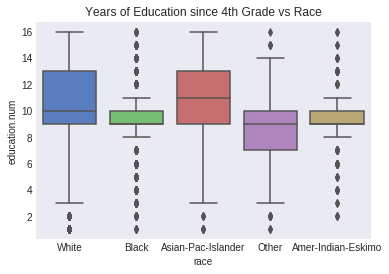 Years of Education since 4th Grade vs Race
education.num
16
14
12
10
8
6
4
2
White Black Asian-Pac-Islander Other Amer-Indian-Eskimo
race